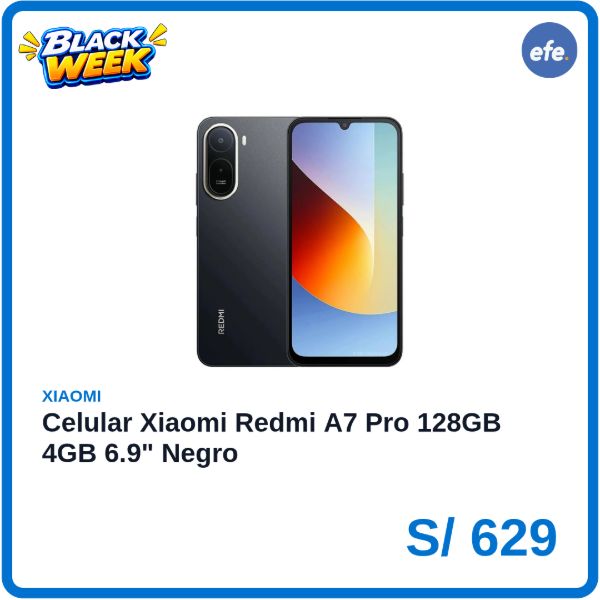 BLACK
WEEK
efe.
REDMI
XIAOMI
Celular Xiaomi Redmi A7 Pro 128GB
4GB 6.9" Negro
S/ 629